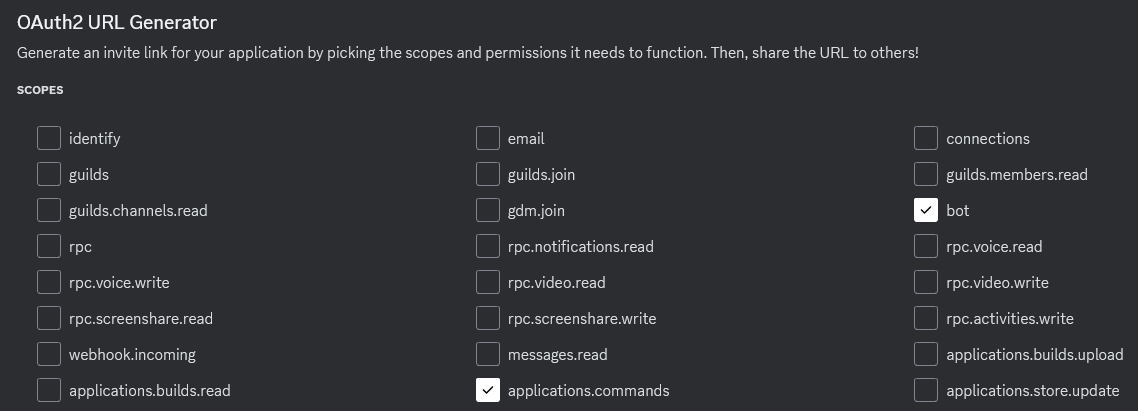 OAuth2 URL Generator
Generate an invite link for your application by picking the scopes and permissions it needs to function. Then, share the URL to others!
SCOPES
identify email connections
guilds guilds.join guilds.members.read
guilds.channels.read gdm.join bot
rpc rpc.notifications.read rpc.voice.read
rpc.voice.write rpc.video.read rpc.video.write
rpc.screenshare.read rpc.screenshare.write rpc.activities.write
webhook.incoming messages.read applications.builds.upload
applications.builds.read applications.commands applications.store.update